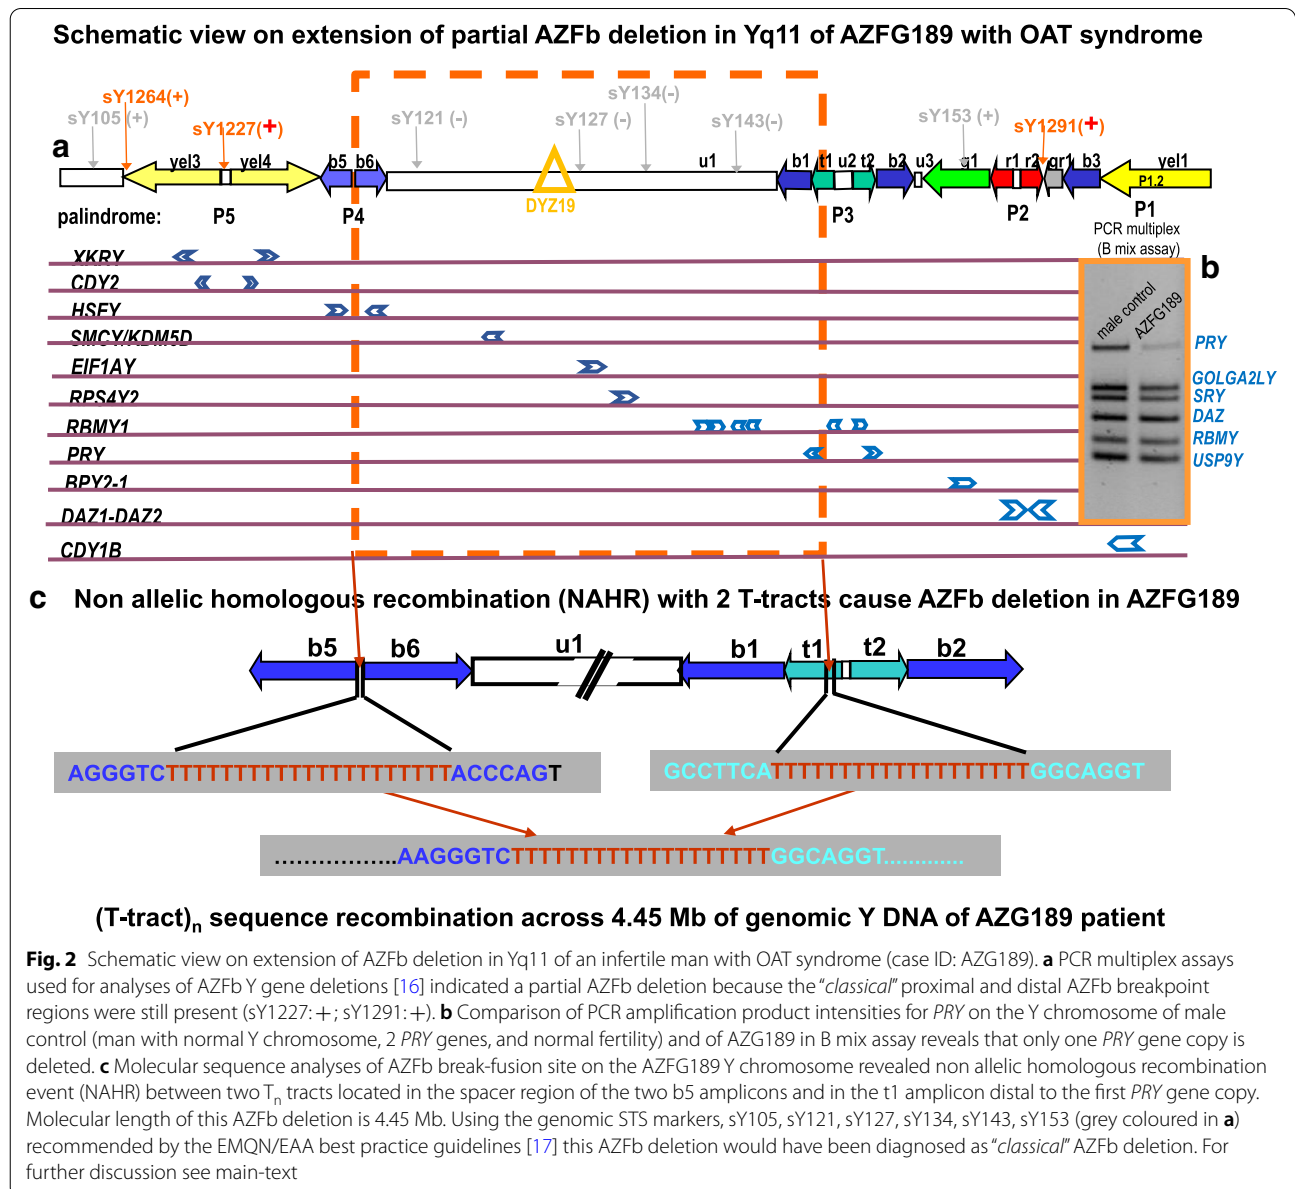 Schematic view on extension of partial AZFb deletion in Yq11 of AZFG189 with OAT syndrome
sY1264(+)
sY105 (+)
sY1227(+)
sY121 (-)
sY134(-)
sY127 (-)
sY143(-)
sY153 (+)
sY1291(+)
a
yel3 yel4 b5 b6 u1 b1 t1 u2 t2 b2 u3 g1 r1 r2 gr1 b3 yel1
P1.2
DYZ19
palindrome: P5 P4 P3 P2 P1
PCR multiplex
(B mix assay)
b
XKRY
CDY2
HSFY
SMCY/KDM5D
EIF1AY
RPS4Y2
RBMY1
PRY
BPY2-1
DAZ1-DAZ2
CDY1B
male control
AZFG189
PRY
GOLGA2LY
SRY
DAZ
RBMY
USP9Y
c Non allelic homologous recombination (NAHR) with 2 T-tracts cause AZFb deletion in AZFG189
b5 b6 u1 b1 t1 t2 b2
AGGGTCTTTTTTTTTTTTTTTTTTTTTACCCAGT
GCCTTCATTTTTTTTTTTTTTTTTTTGGCAGGT
.................AAGGGTCTTTTTTTTTTTTTTTTTTTGGCAGGT.............
(T-tract)n sequence recombination across 4.45 Mb of genomic Y DNA of AZG189 patient
Fig. 2 Schematic view on extension of AZFb deletion in Yq11 of an infertile man with OAT syndrome (case ID: AZG189). a PCR multiplex assays
used for analyses of AZFb Y gene deletions [16] indicated a partial AZFb deletion because the “classical” proximal and distal AZFb breakpoint
regions were still present (sY1227: +; sY1291: +). b Comparison of PCR amplification product intensities for PRY on the Y chromosome of male
control (man with normal Y chromosome, 2 PRY genes, and normal fertility) and of AZG189 in B mix assay reveals that only one PRY gene copy is
deleted. c Molecular sequence analyses of AZFb break-fusion site on the AZFG189 Y chromosome revealed non allelic homologous recombination
event (NAHR) between two Tn tracts located in the spacer region of the two b5 amplicons and in the t1 amplicon distal to the first PRY gene copy.
Molecular length of this AZFb deletion is 4.45 Mb. Using the genomic STS markers, sY105, sY121, sY127, sY134, sY143, sY153 (grey coloured in a)
recommended by the EMQN/EAA best practice guidelines [17] this AZFb deletion would have been diagnosed as “classical” AZFb deletion. For
further discussion see main-text